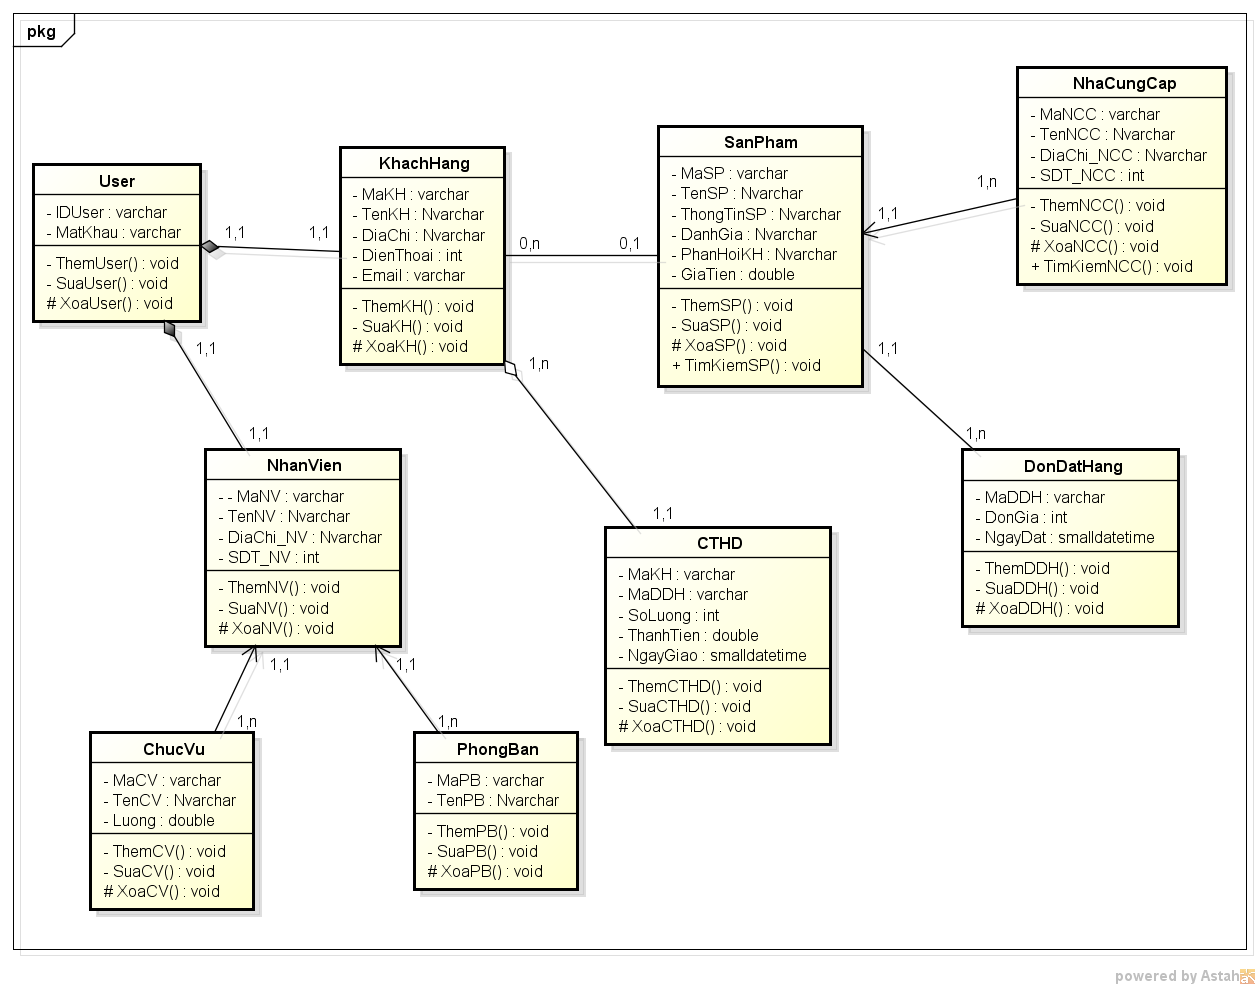 pkg
User
- IDUser : varchar
- MatKhau : varchar
- ThemUser() : void
- SuaUser() : void
# XoaUser() : void
1,1
1,1
KhachHang
- MaKH : varchar
- TenKH : Nvarchar
- DiaChi : Nvarchar
- DienThoai : int
- Email : varchar
- ThemKH() : void
- SuaKH() : void
# XoaKH() : void
0,n
0,1
SanPham
- MaSP : varchar
- TenSP : Nvarchar
- ThongTinSP : Nvarchar
- DanhGia : Nvarchar
- PhanHoiKH : Nvarchar
- GiaTien : double
- ThemSP() : void
- SuaSP() : void
# XoaSP() : void
+ TimKiemSP() : void
1,1
1,n
NhaCungCap
- MaNCC : varchar
- TenNCC : Nvarchar
- DiaChi_NCC : Nvarchar
- SDT_NCC : int
- ThemNCC() : void
- SuaNCC() : void
# XoaNCC() : void
+ TimKiemNCC() : void
1,1
1,1
NhanVien
- - MaNV : varchar
- TenNV : Nvarchar
- DiaChi_NV : Nvarchar
- SDT_NV : int
- ThemNV() : void
- SuaNV() : void
# XoaNV() : void
1,n
1,1
CTHD
- MaKH : varchar
- MaDDH : varchar
- SoLuong : int
- ThanhTien : double
- NgayGiao : smalldatetime
- ThemCTHD() : void
- SuaCTHD() : void
# XoaCTHD() : void
1,1
1,n
DonDatHang
- MaDDH : varchar
- DonGia : int
- NgayDat : smalldatetime
- ThemDDH() : void
- SuaDDH() : void
# XoaDDH() : void
1,1
1,n
ChucVu
- MaCV : varchar
- TenCV : Nvarchar
- Luong : double
- ThemCV() : void
- SuaCV() : void
# XoaCV() : void
1,1
1,n
PhongBan
- MaPB : varchar
- TenPB : Nvarchar
- ThemPB() : void
- SuaPB() : void
# XoaPB() : void
powered by Astah